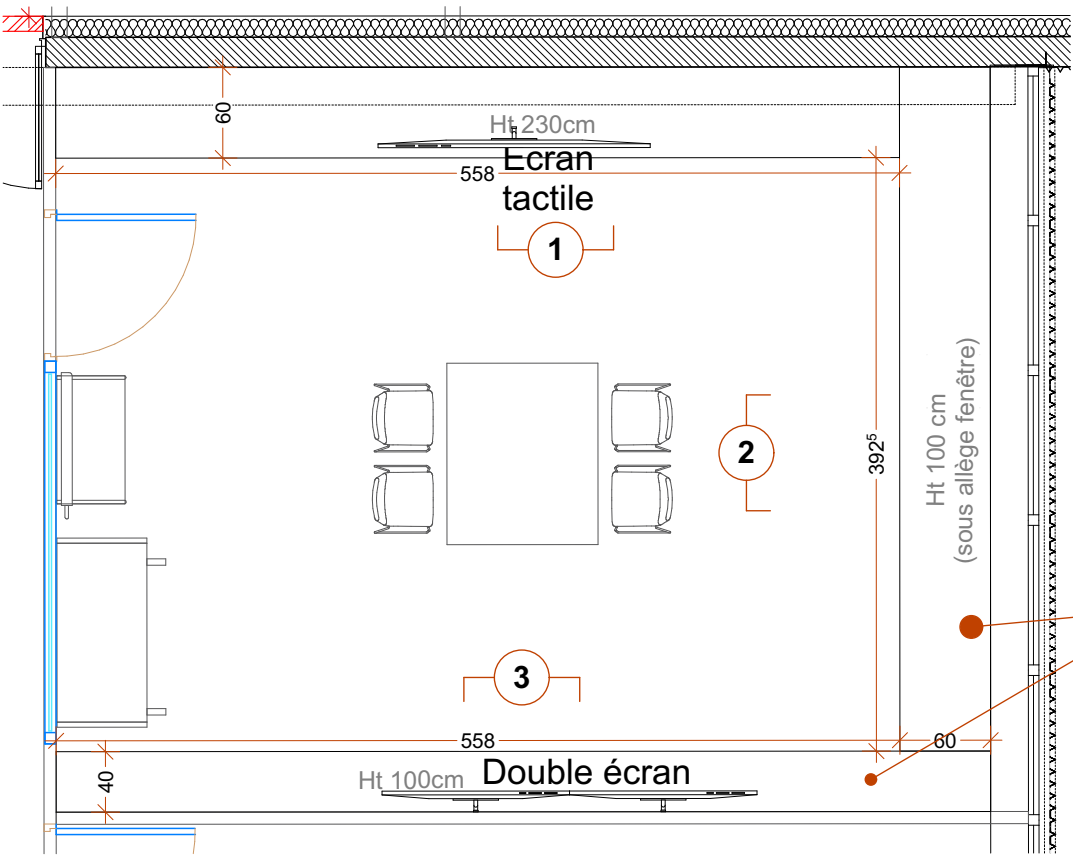 60
Ht 230cm
Ecran
tactile
558
1
2
392⁵
Ht 100 cm
(sous allège fenêtre)
3
558
60
40
Ht 100cm
Double écran